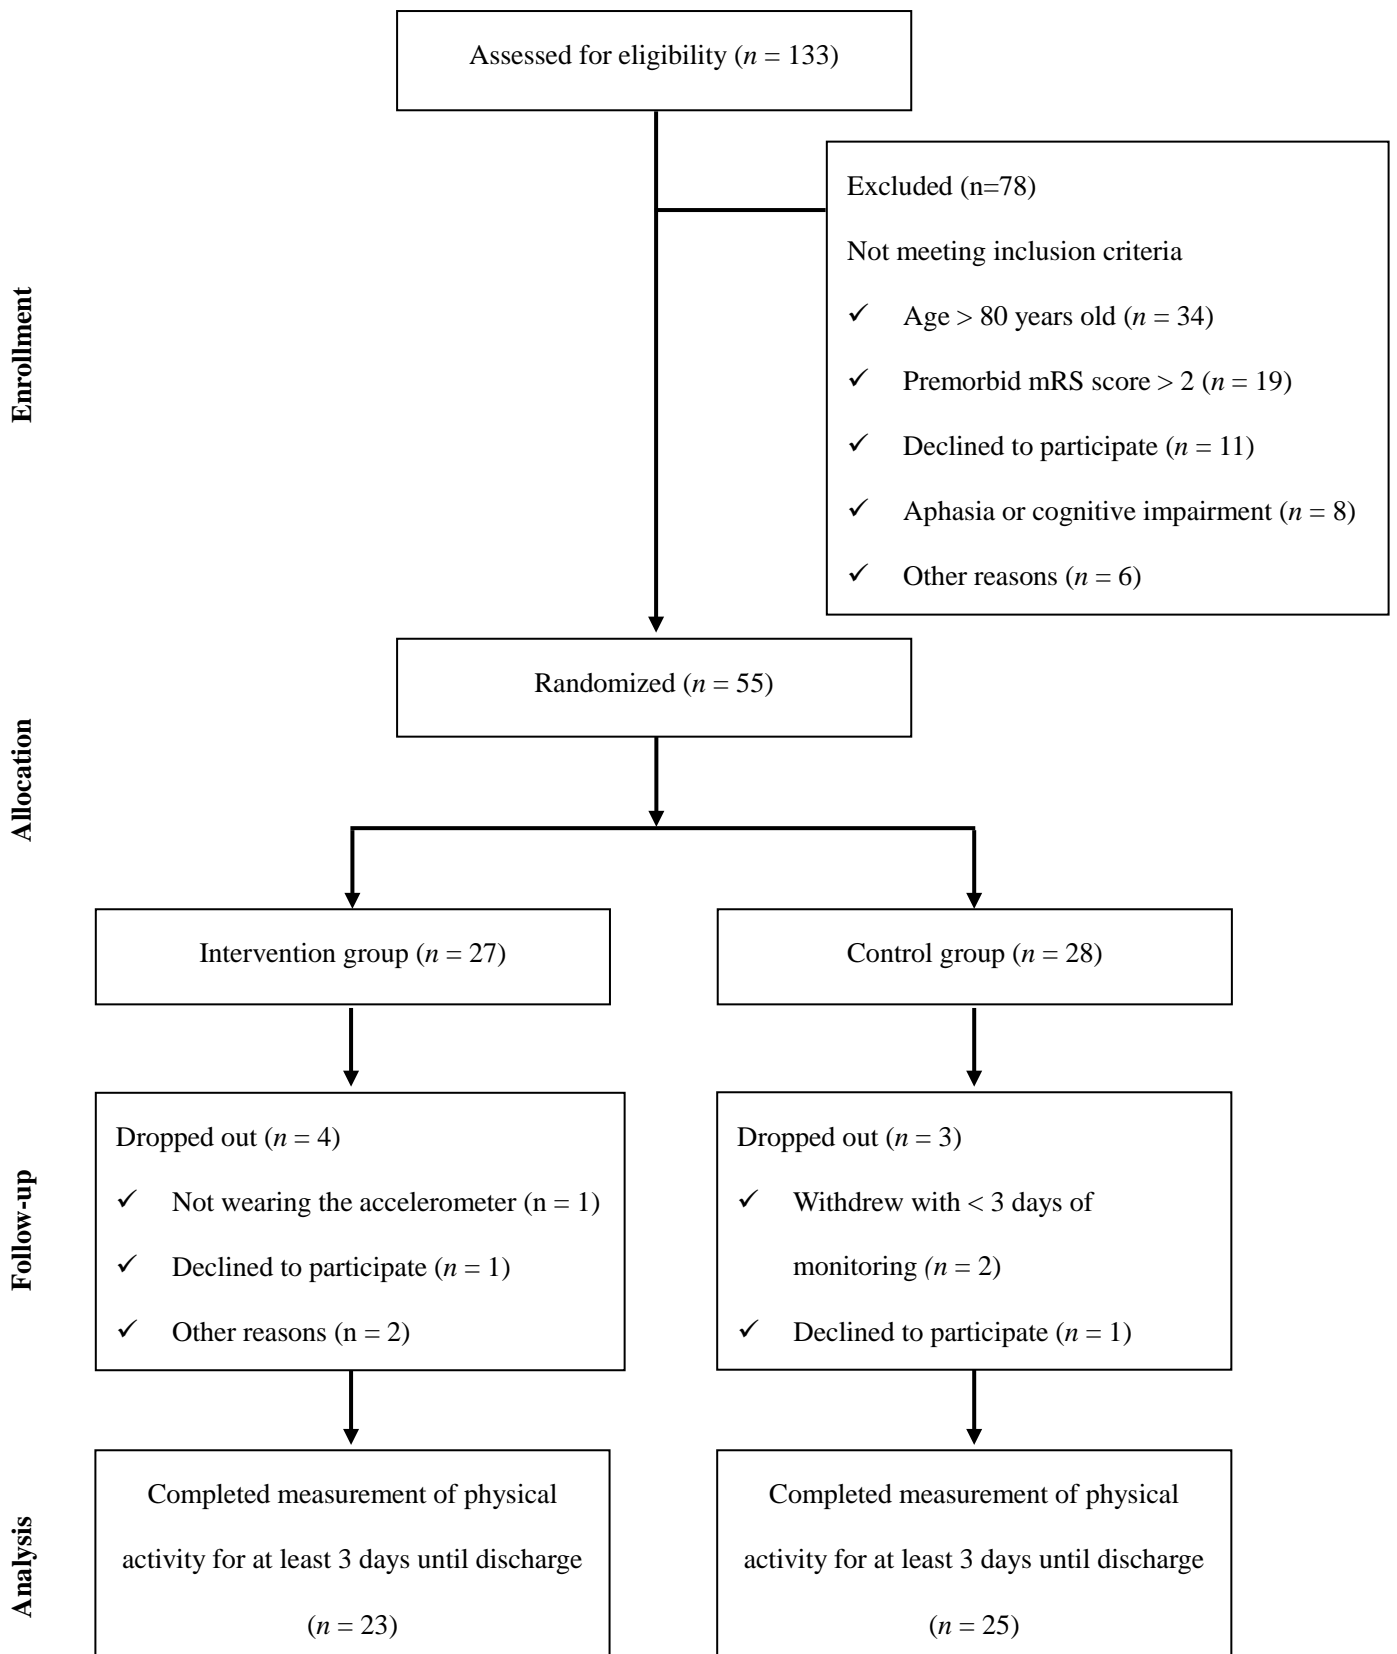 Assessed for eligibility (n = 133)
Excluded (n=78)
Not meeting inclusion criteria
✓ Age > 80 years old (n = 34)
✓ Premorbid mRS score > 2 (n = 19)
✓ Declined to participate (n = 11)
✓ Aphasia or cognitive impairment (n = 8)
✓ Other reasons (n = 6)
Enrollment
Randomized (n = 55)
Allocation
Intervention group (n = 27)
Control group (n = 28)
Follow-up
Dropped out (n = 4)
✓ Not wearing the accelerometer (n = 1)
✓ Declined to participate (n = 1)
✓ Other reasons (n = 2)
Dropped out (n = 3)
✓ Withdrew with < 3 days of
monitoring (n = 2)
✓ Declined to participate (n = 1)
Analysis
Completed measurement of physical
activity for at least 3 days until discharge
(n = 23)
Completed measurement of physical
activity for at least 3 days until discharge
(n = 25)